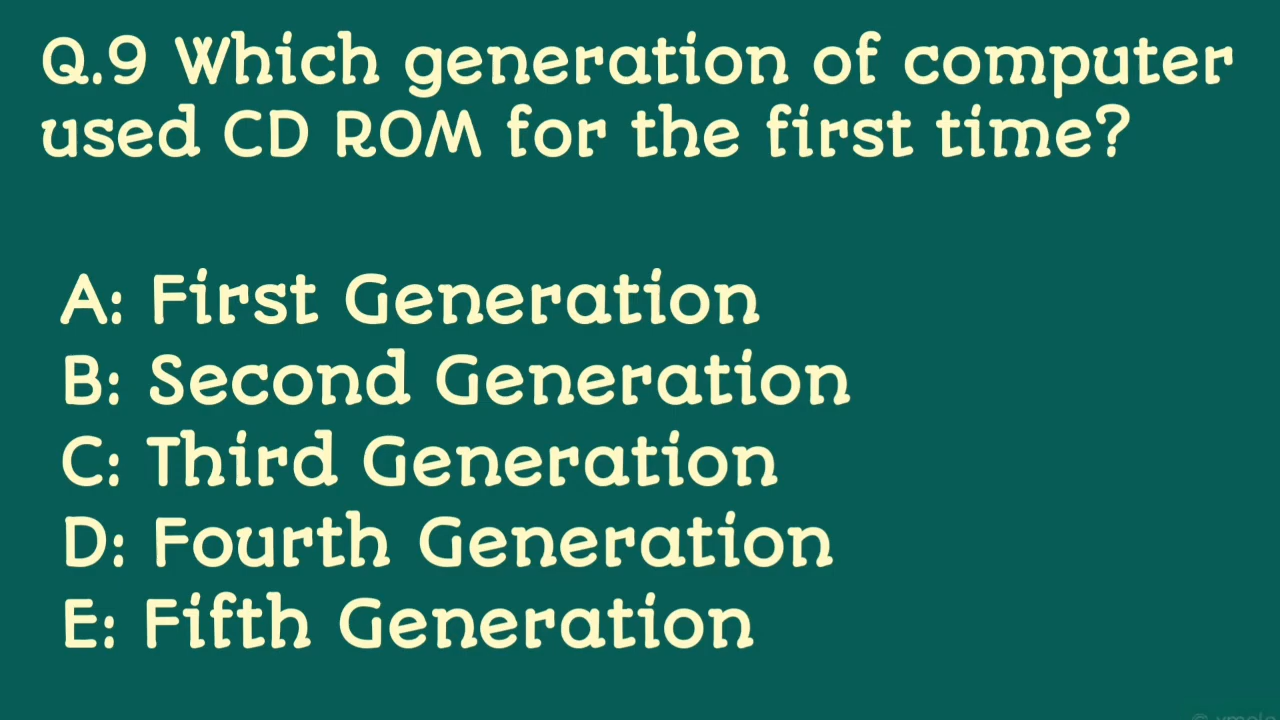 Q.9 Which generation of computer
used CD ROM for the first time?
A: First Generation
B: Second Generation
C: Third Generation
D: Fourth Generation
E: Fifth Generation